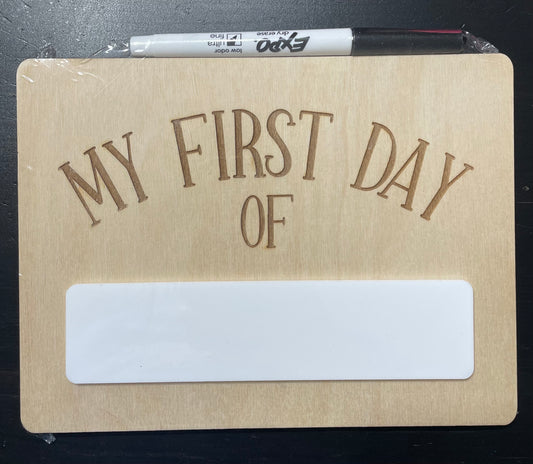 EXPO
dry erase
low odor
ultra
fine
MY FIRST DAY
OF